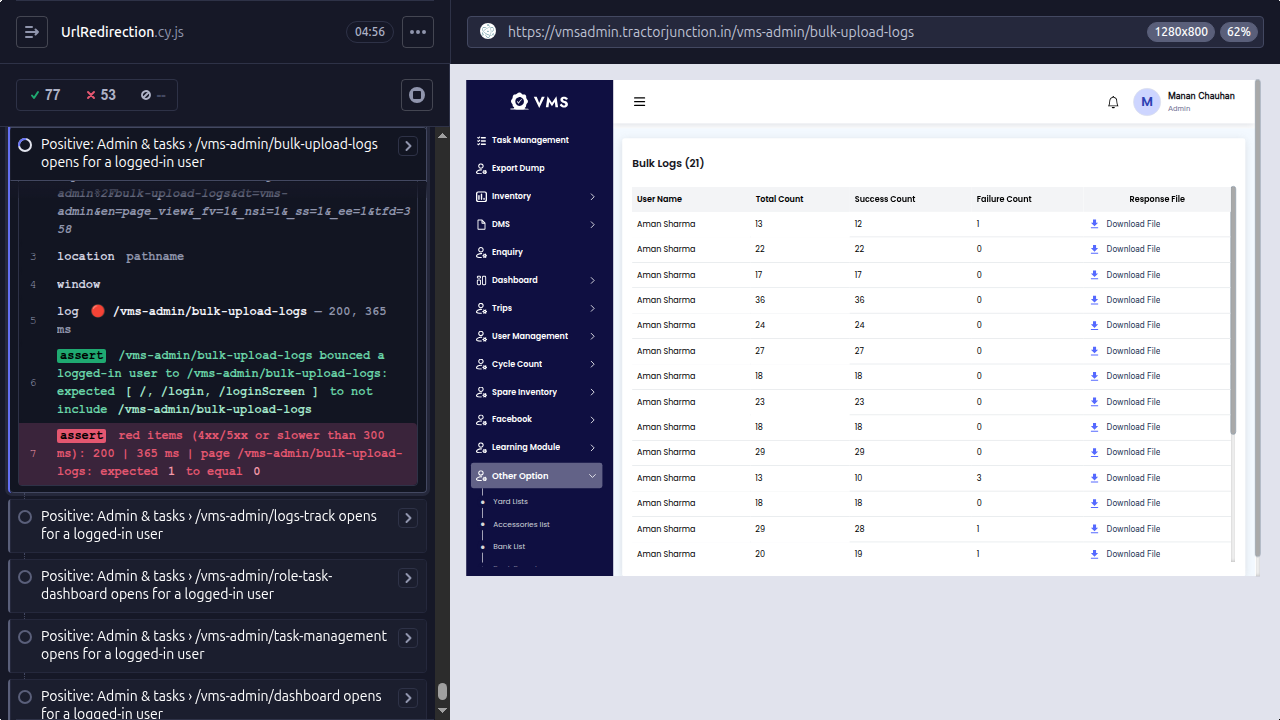 UrlRedirection.cy.js
04:56
77
53
--
Positive: Admin & tasks › /vms-admin/bulk-upload-logs
opens for a logged-in user
admin%2Fbulk-upload-logs&dt=vms-
admin&en=page_view&_fv=1&_nsi=1&_ss=1&_ee=1&tfd=3
58
3 location pathname
4 window
5 log 🔴 /vms-admin/bulk-upload-logs — 200, 365
ms
assert /vms-admin/bulk-upload-logs bounced a
logged-in user to /vms-admin/bulk-upload-logs:
6 expected [ /, /login, /loginScreen ] to not
include /vms-admin/bulk-upload-logs
assert red items (4xx/5xx or slower than 300
7 ms): 200 | 365 ms | page /vms-admin/bulk-upload-
logs: expected 1 to equal 0
Positive: Admin & tasks › /vms-admin/logs-track opens
for a logged-in user
Positive: Admin & tasks › /vms-admin/role-task-
dashboard opens for a logged-in user
Positive: Admin & tasks › /vms-admin/task-management
opens for a logged-in user
Positive: Admin & tasks › /vms-admin/dashboard opens
for a logged-in user
https://vmsadmin.tractorjunction.in/vms-admin/bulk-upload-logs
1280x800
62%
VMS
Task Management
Export Dump
Inventory
DMS
Enquiry
Dashboard
Trips
User Management
Cycle Count
Spare Inventory
Facebook
Learning Module
Other Option
Yard Lists
Accessories list
Bank List
M
Manan Chauhan
Admin
Bulk Logs (21)
User Name Total Count Success Count Failure Count Response File
Aman Sharma 13 12 1 Download File
Aman Sharma 22 22 0 Download File
Aman Sharma 17 17 0 Download File
Aman Sharma 36 36 0 Download File
Aman Sharma 24 24 0 Download File
Aman Sharma 27 27 0 Download File
Aman Sharma 18 18 0 Download File
Aman Sharma 23 23 0 Download File
Aman Sharma 18 18 0 Download File
Aman Sharma 29 29 0 Download File
Aman Sharma 13 10 3 Download File
Aman Sharma 18 18 0 Download File
Aman Sharma 29 28 1 Download File
Aman Sharma 20 19 1 Download File